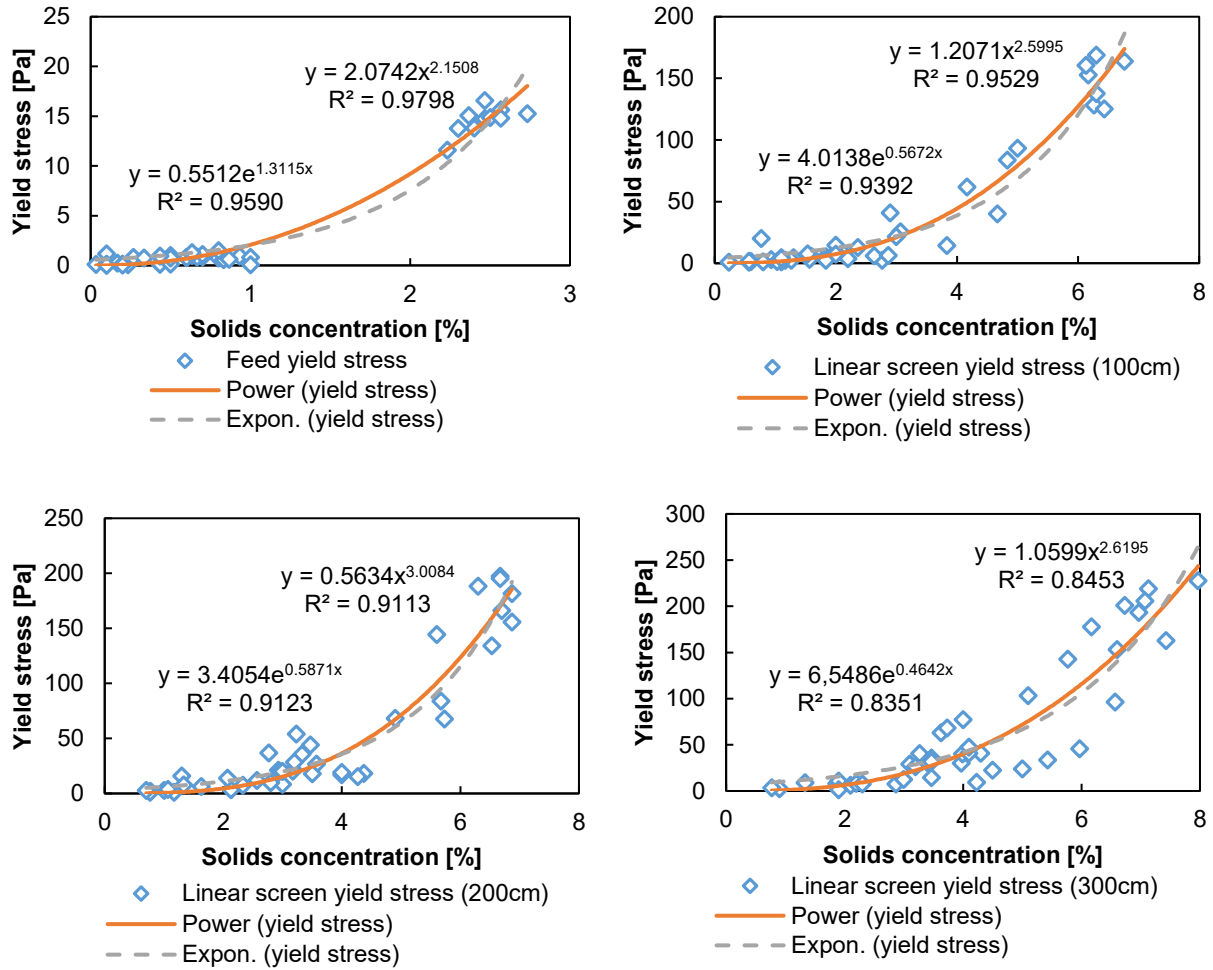 Yield stress [Pa]
25
20
15
10
5
0
y = 2.0742x^2.1508
R² = 0.9798
y = 0.5512e^1.3115x
R² = 0.9590
0 1 2 3
Solids concentration [%]
Feed yield stress
Power (yield stress)
Expon. (yield stress)
Yield stress [Pa]
200
150
100
50
0
y = 1.2071x^2.5995
R² = 0.9529
y = 4.0138e^0.5672x
R² = 0.9392
0 2 4 6 8
Solids concentration [%]
Linear screen yield stress (100cm)
Power (yield stress)
Expon. (yield stress)
Yield stress [Pa]
250
200
150
100
50
0
y = 0.5634x^3.0084
R² = 0.9113
y = 3.4054e^0.5871x
R² = 0.9123
0 2 4 6 8
Solids concentration [%]
Linear screen yield stress (200cm)
Power (yield stress)
Expon. (yield stress)
Yield stress [Pa]
300
250
200
150
100
50
0
y = 1.0599x^2.6195
R² = 0.8453
y = 6,5486e^0.4642x
R² = 0.8351
0 2 4 6 8
Solids concentration [%]
Linear screen yield stress (300cm)
Power (yield stress)
Expon. (yield stress)